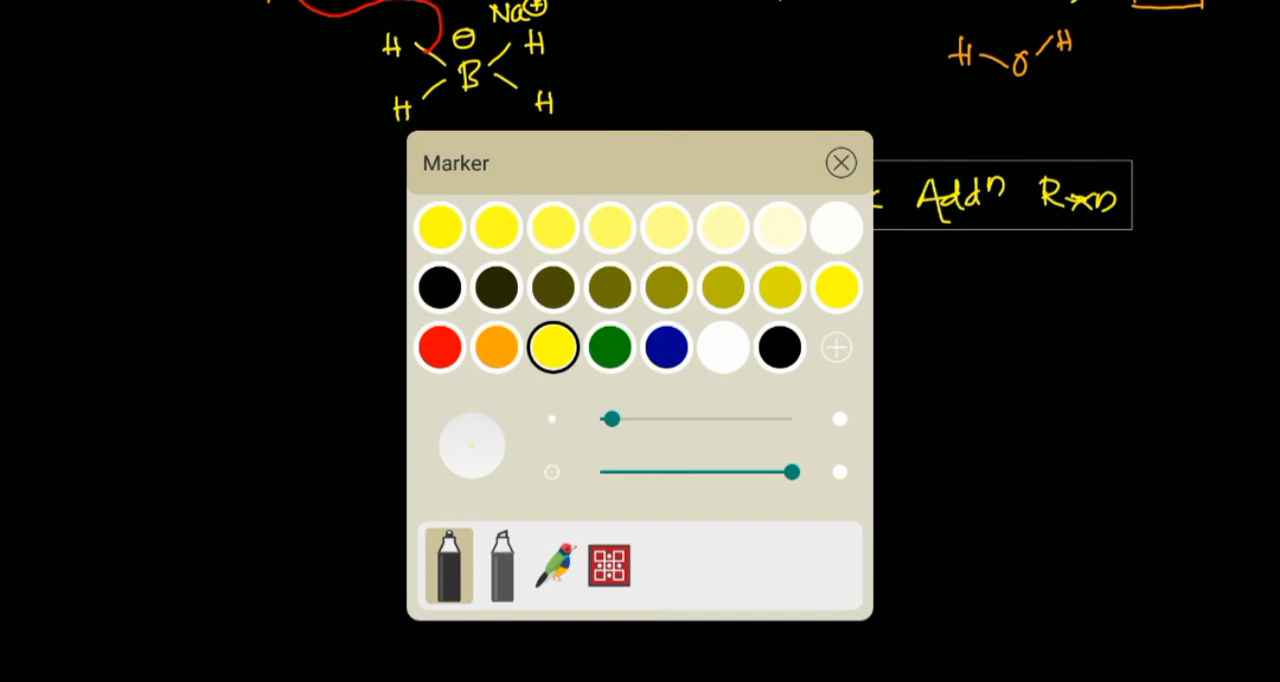 Na⊕
H ⊖ H
B
H H
H O H
Marker
Addⁿ Rxn